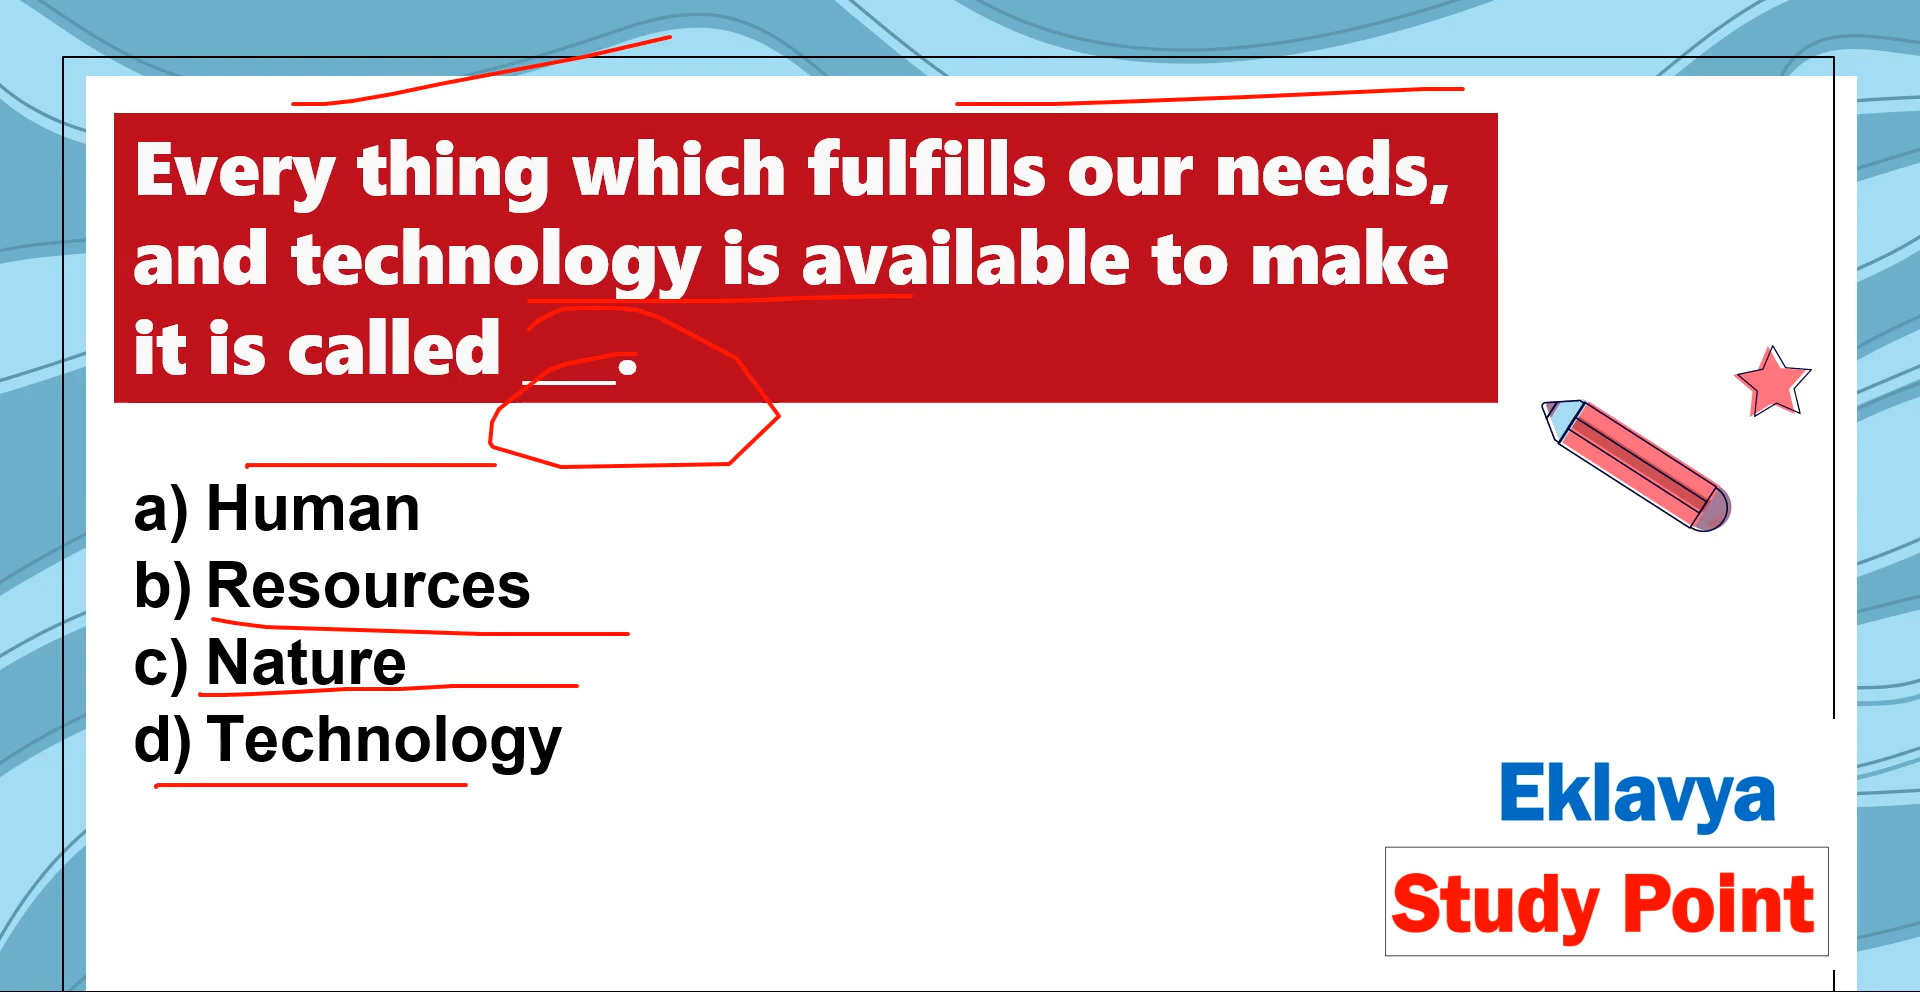 Every thing which fulfills our needs,
and technology is available to make
it is called ____.
a) Human
b) Resources
c) Nature
d) Technology
Eklavya
Study Point